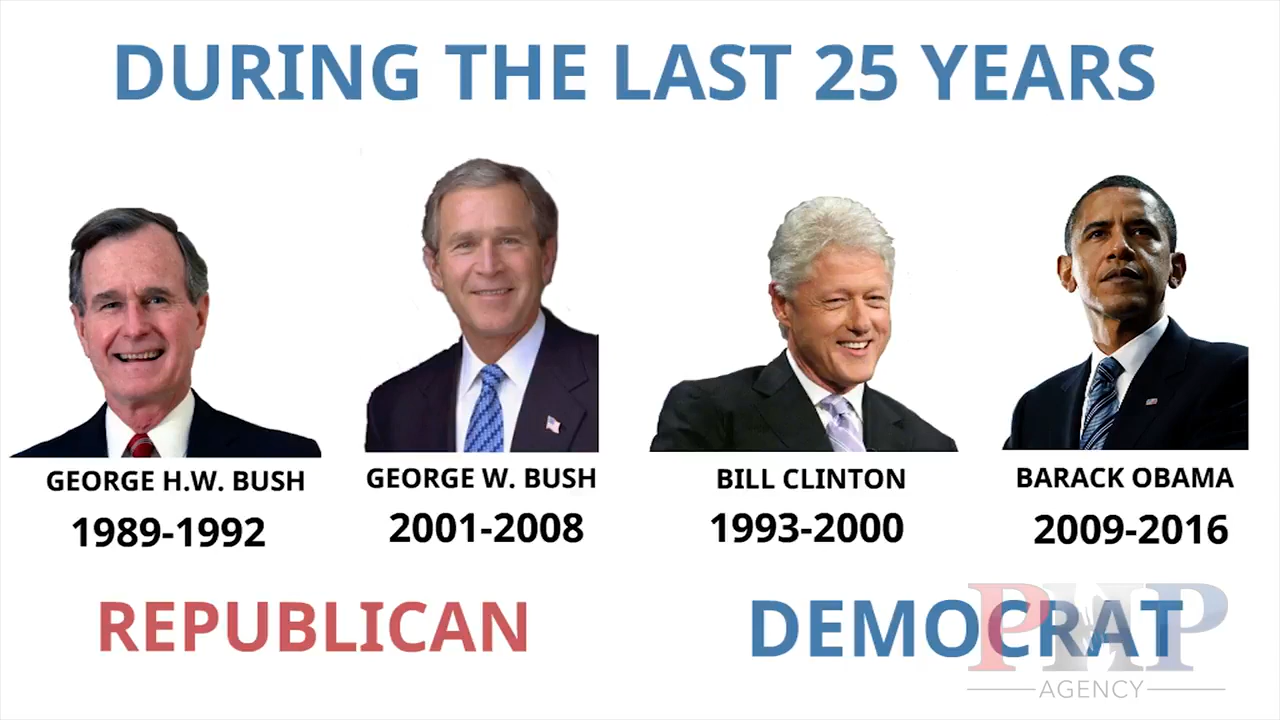 DURING THE LAST 25 YEARS
GEORGE H.W. BUSH
GEORGE W. BUSH
BILL CLINTON
BARACK OBAMA
1989-1992
2001-2008
1993-2000
2009-2016
REPUBLICAN
DEMOCRAT
PHP
AGENCY